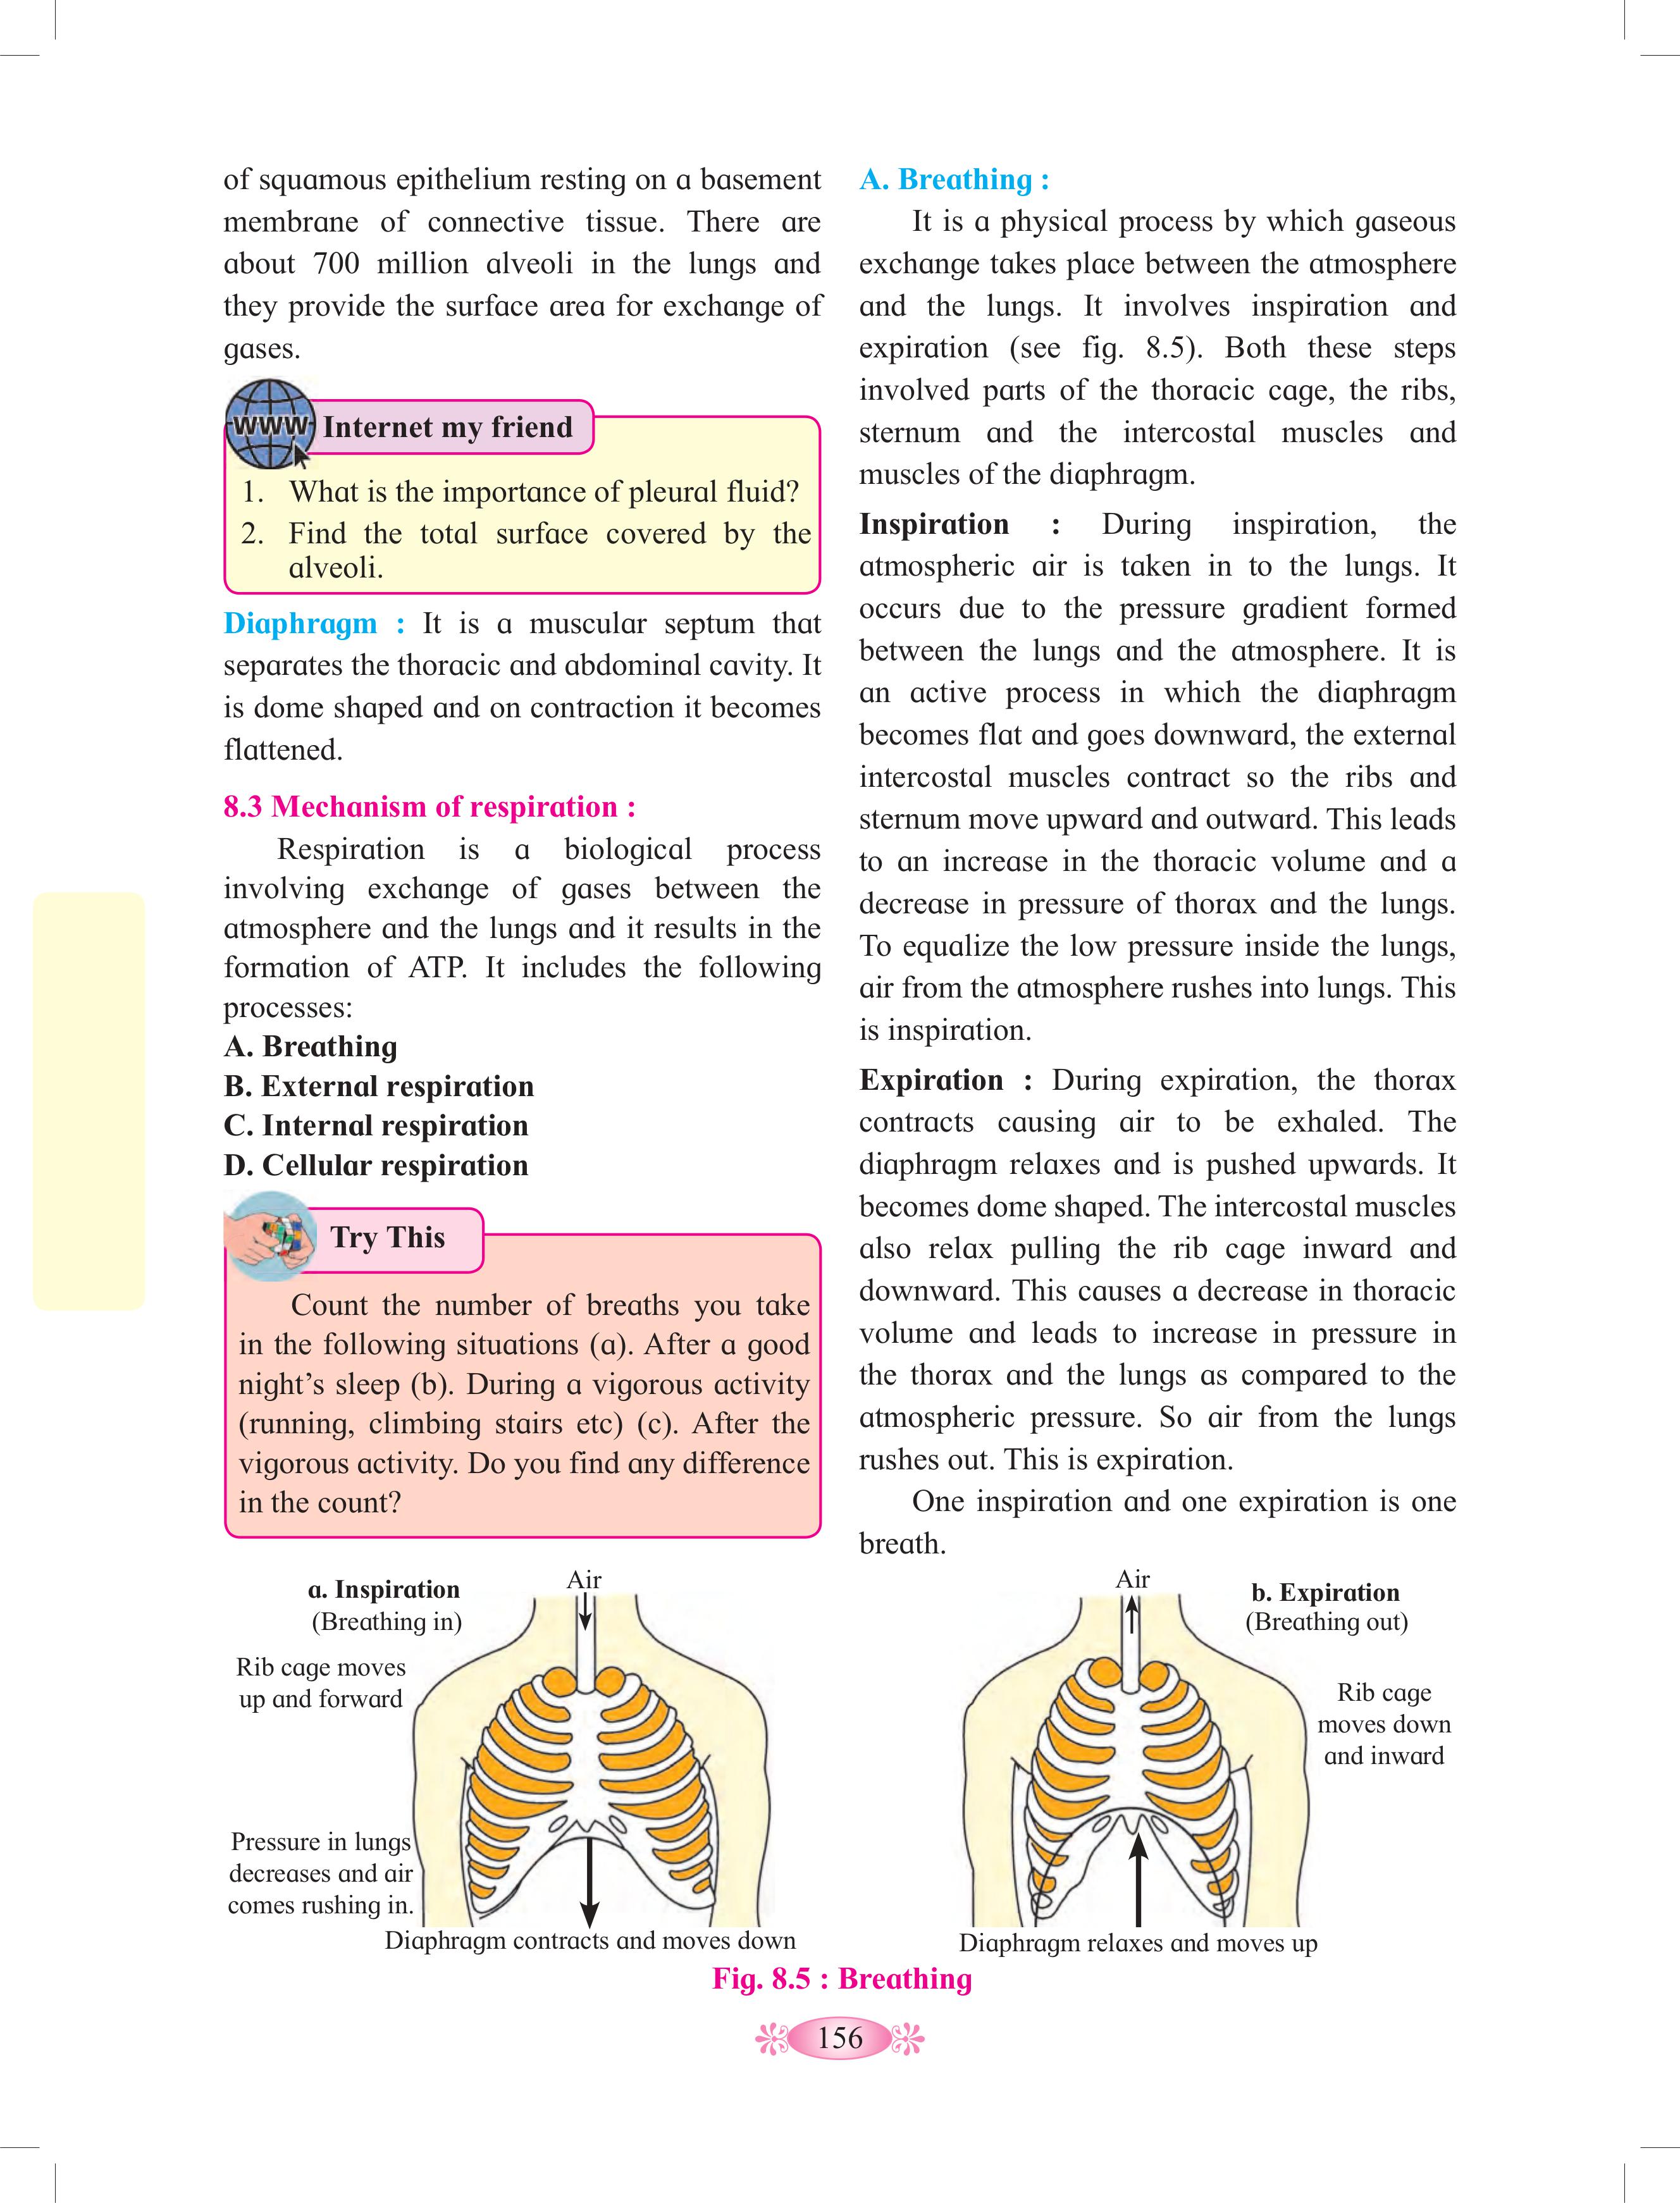 of squamous epithelium resting on a basement
membrane of connective tissue. There are
about 700 million alveoli in the lungs and
they provide the surface area for exchange of
gases.
WWW
Internet my friend
1. What is the importance of pleural fluid?
2. Find the total surface covered by the
alveoli.
Diaphragm : It is a muscular septum that
separates the thoracic and abdominal cavity. It
is dome shaped and on contraction it becomes
flattened.
8.3 Mechanism of respiration :
Respiration is a biological process
involving exchange of gases between the
atmosphere and the lungs and it results in the
formation of ATP. It includes the following
processes:
A. Breathing
B. External respiration
C. Internal respiration
D. Cellular respiration
Try This
Count the number of breaths you take
in the following situations (a). After a good
night’s sleep (b). During a vigorous activity
(running, climbing stairs etc) (c). After the
vigorous activity. Do you find any difference
in the count?
A. Breathing :
It is a physical process by which gaseous
exchange takes place between the atmosphere
and the lungs. It involves inspiration and
expiration (see fig. 8.5). Both these steps
involved parts of the thoracic cage, the ribs,
sternum and the intercostal muscles and
muscles of the diaphragm.
Inspiration : During inspiration, the
atmospheric air is taken in to the lungs. It
occurs due to the pressure gradient formed
between the lungs and the atmosphere. It is
an active process in which the diaphragm
becomes flat and goes downward, the external
intercostal muscles contract so the ribs and
sternum move upward and outward. This leads
to an increase in the thoracic volume and a
decrease in pressure of thorax and the lungs.
To equalize the low pressure inside the lungs,
air from the atmosphere rushes into lungs. This
is inspiration.
Expiration : During expiration, the thorax
contracts causing air to be exhaled. The
diaphragm relaxes and is pushed upwards. It
becomes dome shaped. The intercostal muscles
also relax pulling the rib cage inward and
downward. This causes a decrease in thoracic
volume and leads to increase in pressure in
the thorax and the lungs as compared to the
atmospheric pressure. So air from the lungs
rushes out. This is expiration.
One inspiration and one expiration is one
breath.
a. Inspiration
(Breathing in)
Air
Rib cage moves
up and forward
Pressure in lungs
decreases and air
comes rushing in.
Diaphragm contracts and moves down
Air
b. Expiration
(Breathing out)
Rib cage
moves down
and inward
Diaphragm relaxes and moves up
Fig. 8.5 : Breathing
156